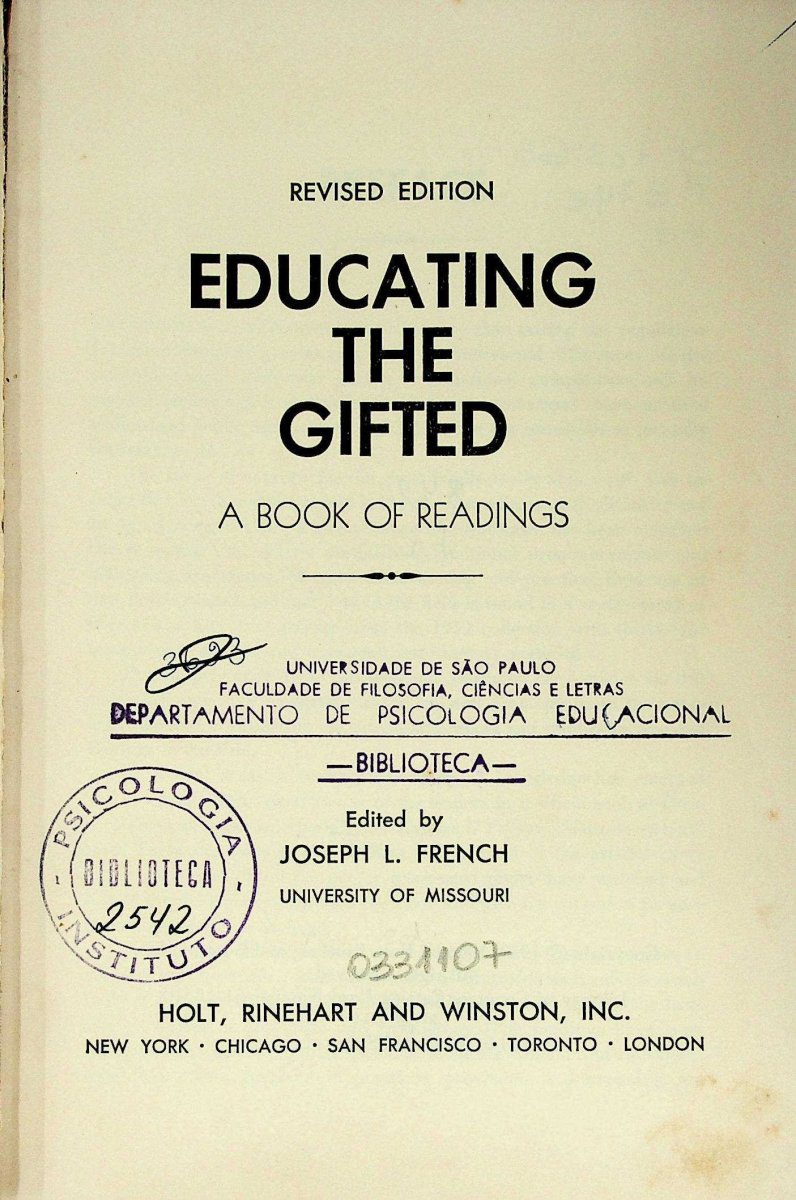 REVISED EDITION
EDUCATING
THE
GIFTED
A BOOK OF READINGS
3623
UNIVERSIDADE DE SÃO PAULO
FACULDADE DE FILOSOFIA, CIÊNCIAS E LETRAS
DEPARTAMENTO DE PSICOLOGIA EDUCACIONAL
—BIBLIOTECA—
Edited by
JOSEPH L. FRENCH
UNIVERSITY OF MISSOURI
PSICOLOGIA
BIBLIOTECA
2542
INSTITUTO
0331107
HOLT, RINEHART AND WINSTON, INC.
NEW YORK · CHICAGO · SAN FRANCISCO · TORONTO · LONDON